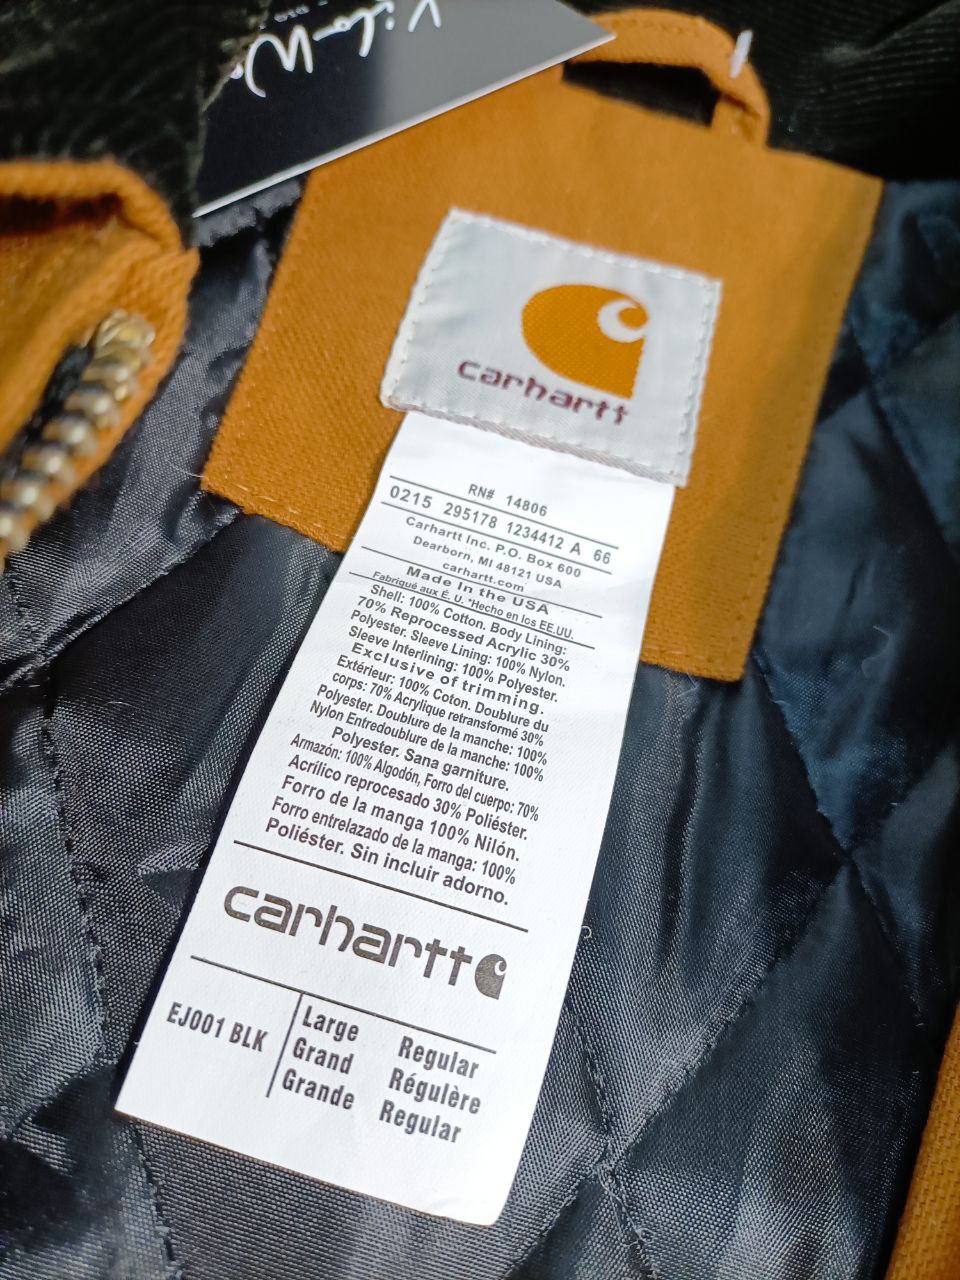 carhartt
RN# 14806
0215 295178 1234412 A 66
Carhartt Inc. P.O. Box 600
Dearborn, MI 48121 USA
carhartt.com
Made In the USA
Fabriqué aux É. U. *Hecho en los EE.UU.
Shell: 100% Cotton. Body Lining:
70% Reprocessed Acrylic 30%
Polyester. Sleeve Lining: 100% Nylon.
Sleeve Interlining: 100% Polyester.
Exclusive of trimming.
Extérieur: 100% Coton. Doublure du
corps: 70% Acrylique retransformé 30%
Polyester. Doublure de la manche: 100%
Nylon Entredoublure de la manche: 100%
Polyester. Sana garniture.
Armazón: 100% Algodón, Forro del cuerpo: 70%
Acrílico reprocesado 30% Poliéster.
Forro de la manga 100% Nilón.
Forro entrelazado de la manga: 100%
Poliéster. Sin incluir adorno.
carhartt
EJ001 BLK
Large Regular
Grand Régulère
Grande Regular